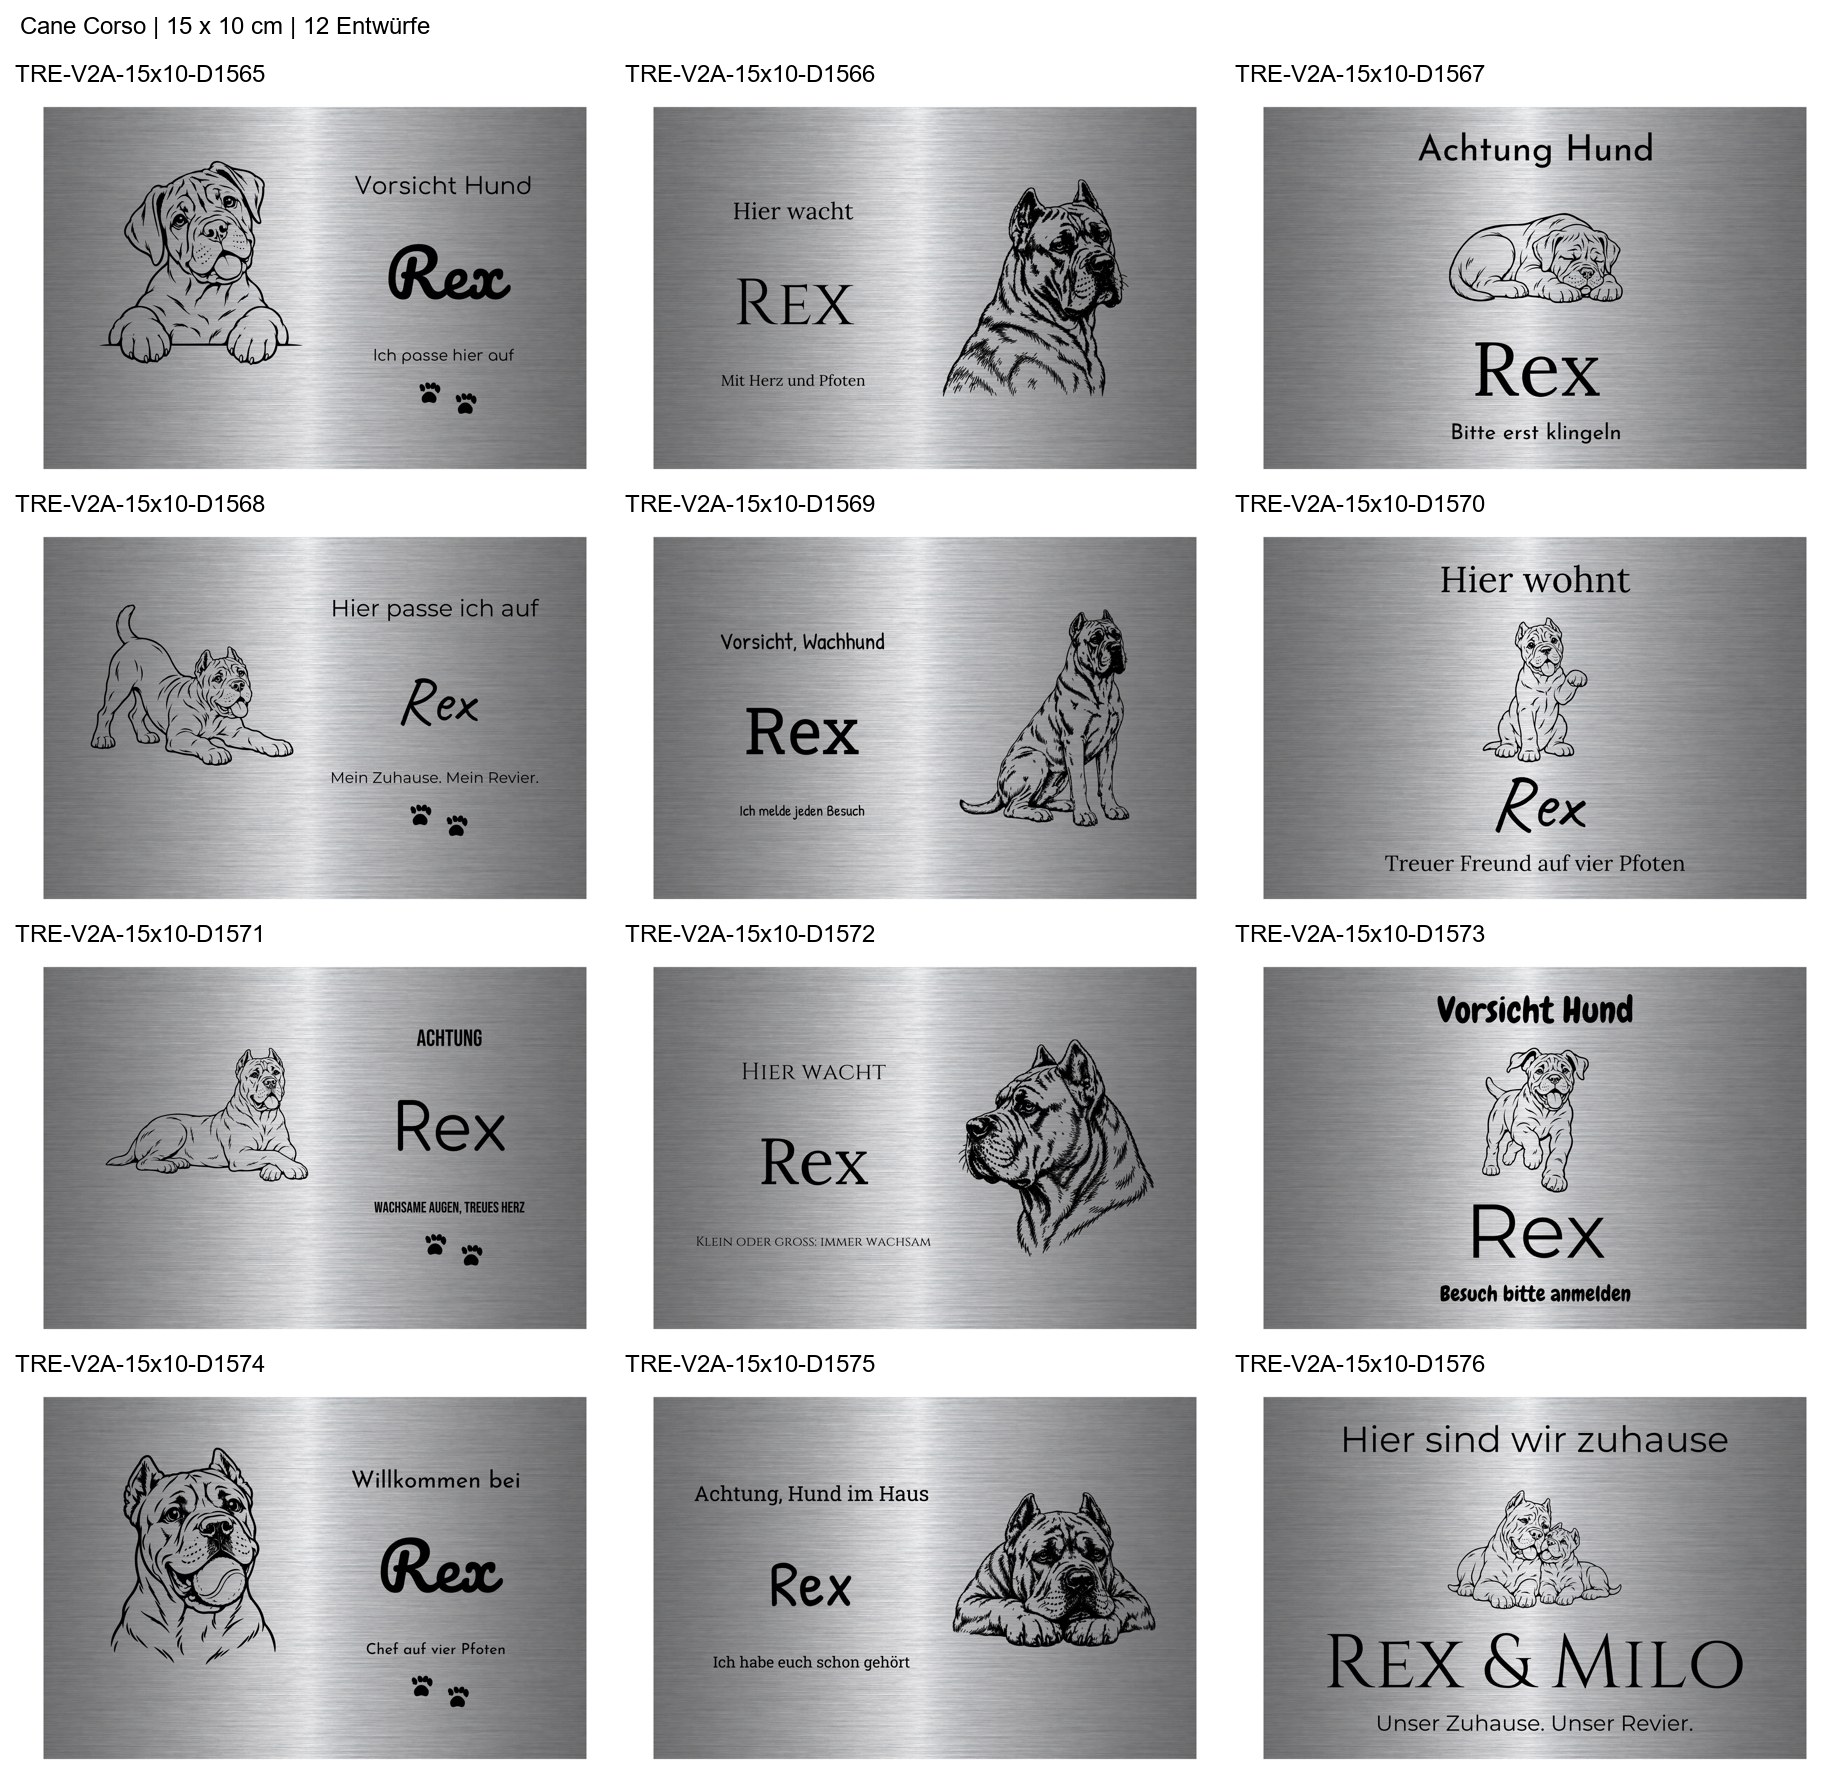 Cane Corso | 15 x 10 cm | 12 Entwürfe
TRE-V2A-15x10-D1565
Vorsicht Hund
Rex
Ich passe hier auf
TRE-V2A-15x10-D1566
Hier wacht
Rex
Mit Herz und Pfoten
TRE-V2A-15x10-D1567
Achtung Hund
Rex
Bitte erst klingeln
TRE-V2A-15x10-D1568
Hier passe ich auf
Rex
Mein Zuhause. Mein Revier.
TRE-V2A-15x10-D1569
Vorsicht, Wachhund
Rex
Ich melde jeden Besuch
TRE-V2A-15x10-D1570
Hier wohnt
Rex
Treuer Freund auf vier Pfoten
TRE-V2A-15x10-D1571
ACHTUNG
Rex
WACHSAME AUGEN, TREUES HERZ
TRE-V2A-15x10-D1572
Hier wacht
Rex
Klein oder gross: immer wachsam
TRE-V2A-15x10-D1573
Vorsicht Hund
Rex
Besuch bitte anmelden
TRE-V2A-15x10-D1574
Willkommen bei
Rex
Chef auf vier Pfoten
TRE-V2A-15x10-D1575
Achtung, Hund im Haus
Rex
Ich habe euch schon gehört
TRE-V2A-15x10-D1576
Hier sind wir zuhause
Rex & Milo
Unser Zuhause. Unser Revier.